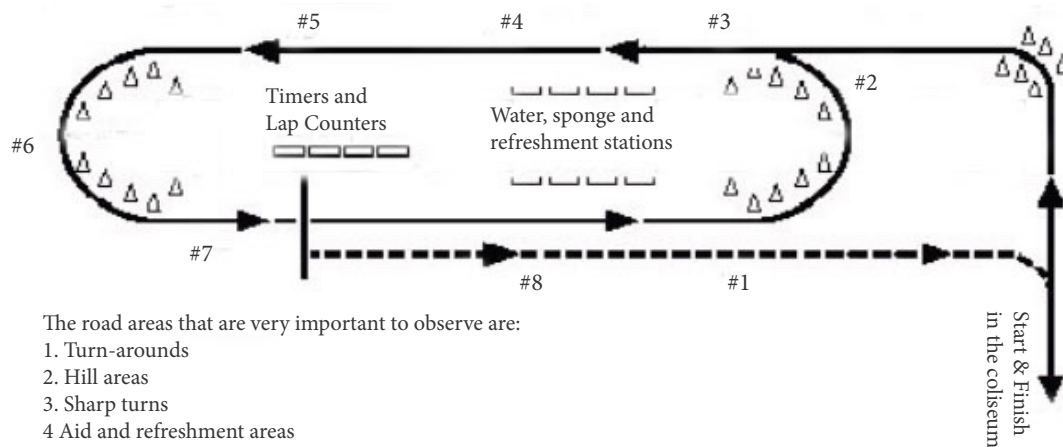 #5
#4
#3
#2
Timers and
Lap Counters
Water, sponge and
refreshment stations
#6
#7
#8
#1
The road areas that are very important to observe are:
1. Turn-arounds
2. Hill areas
3. Sharp turns
4 Aid and refreshment areas
Start & Finish
in the coliseum